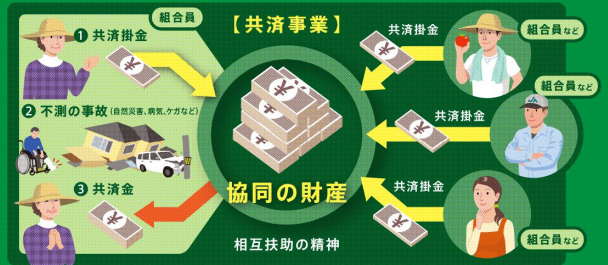 【共済事業】
組合員
❶ 共済掛金
❷ 不測の事故(自然災害、病気、ケガなど)
❸ 共済金
¥
協同の財産
相互扶助の精神
共済掛金
組合員など
共済掛金
組合員など
JA
共済掛金
組合員など